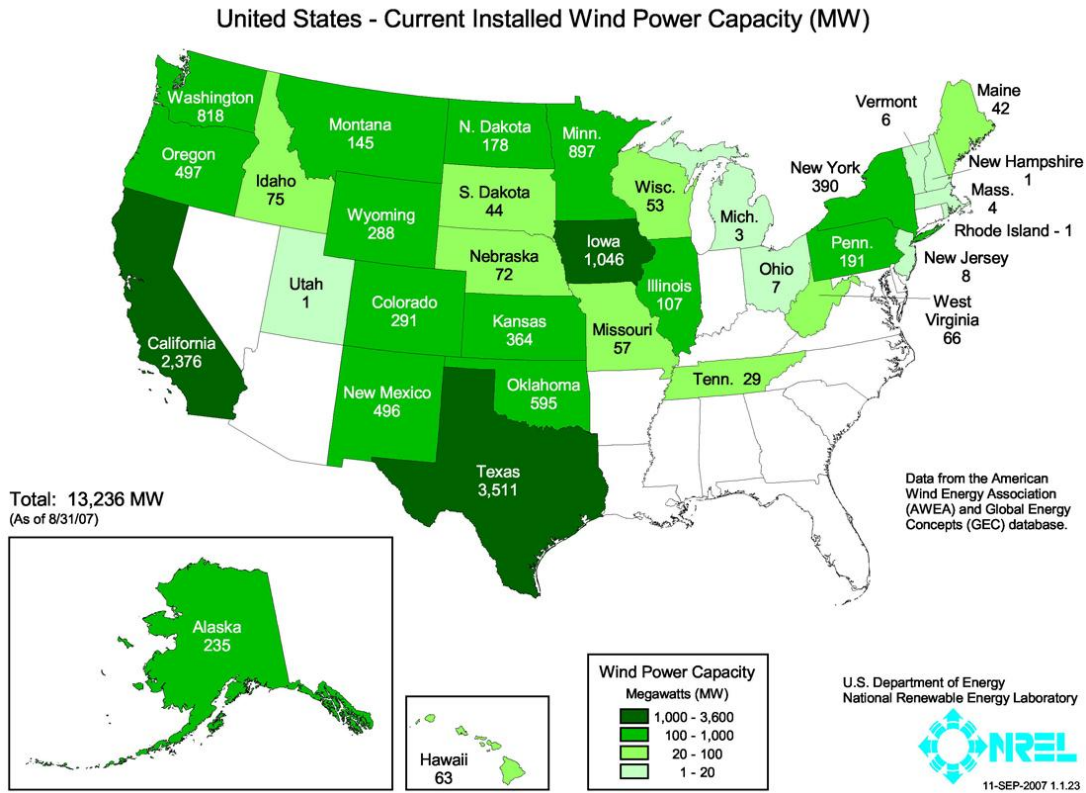 United States - Current Installed Wind Power Capacity (MW)
Washington
818
Oregon
497
Idaho
75
Montana
145
N. Dakota
178
Minn.
897
S. Dakota
44
Wyoming
288
Nebraska
72
Wisc.
53
Mich.
3
Iowa
1,046
Illinois
107
Ohio
7
Utah
1
Colorado
291
Kansas
364
Missouri
57
California
2,376
New Mexico
496
Oklahoma
595
Texas
3,511
Tenn. 29
Vermont
6
Maine
42
New Hampshire
1
New York
390
Mass.
4
Rhode Island - 1
Penn.
191
New Jersey
8
West
Virginia
66
Data from the American
Wind Energy Association
(AWEA) and Global Energy
Concepts (GEC) database.
Total: 13,236 MW
(As of 8/31/07)
Alaska
235
Hawaii
63
Wind Power Capacity
Megawatts (MW)
1,000 - 3,600
100 - 1,000
20 - 100
1 - 20
U.S. Department of Energy
National Renewable Energy Laboratory
NREL
11-SEP-2007 1.1.23